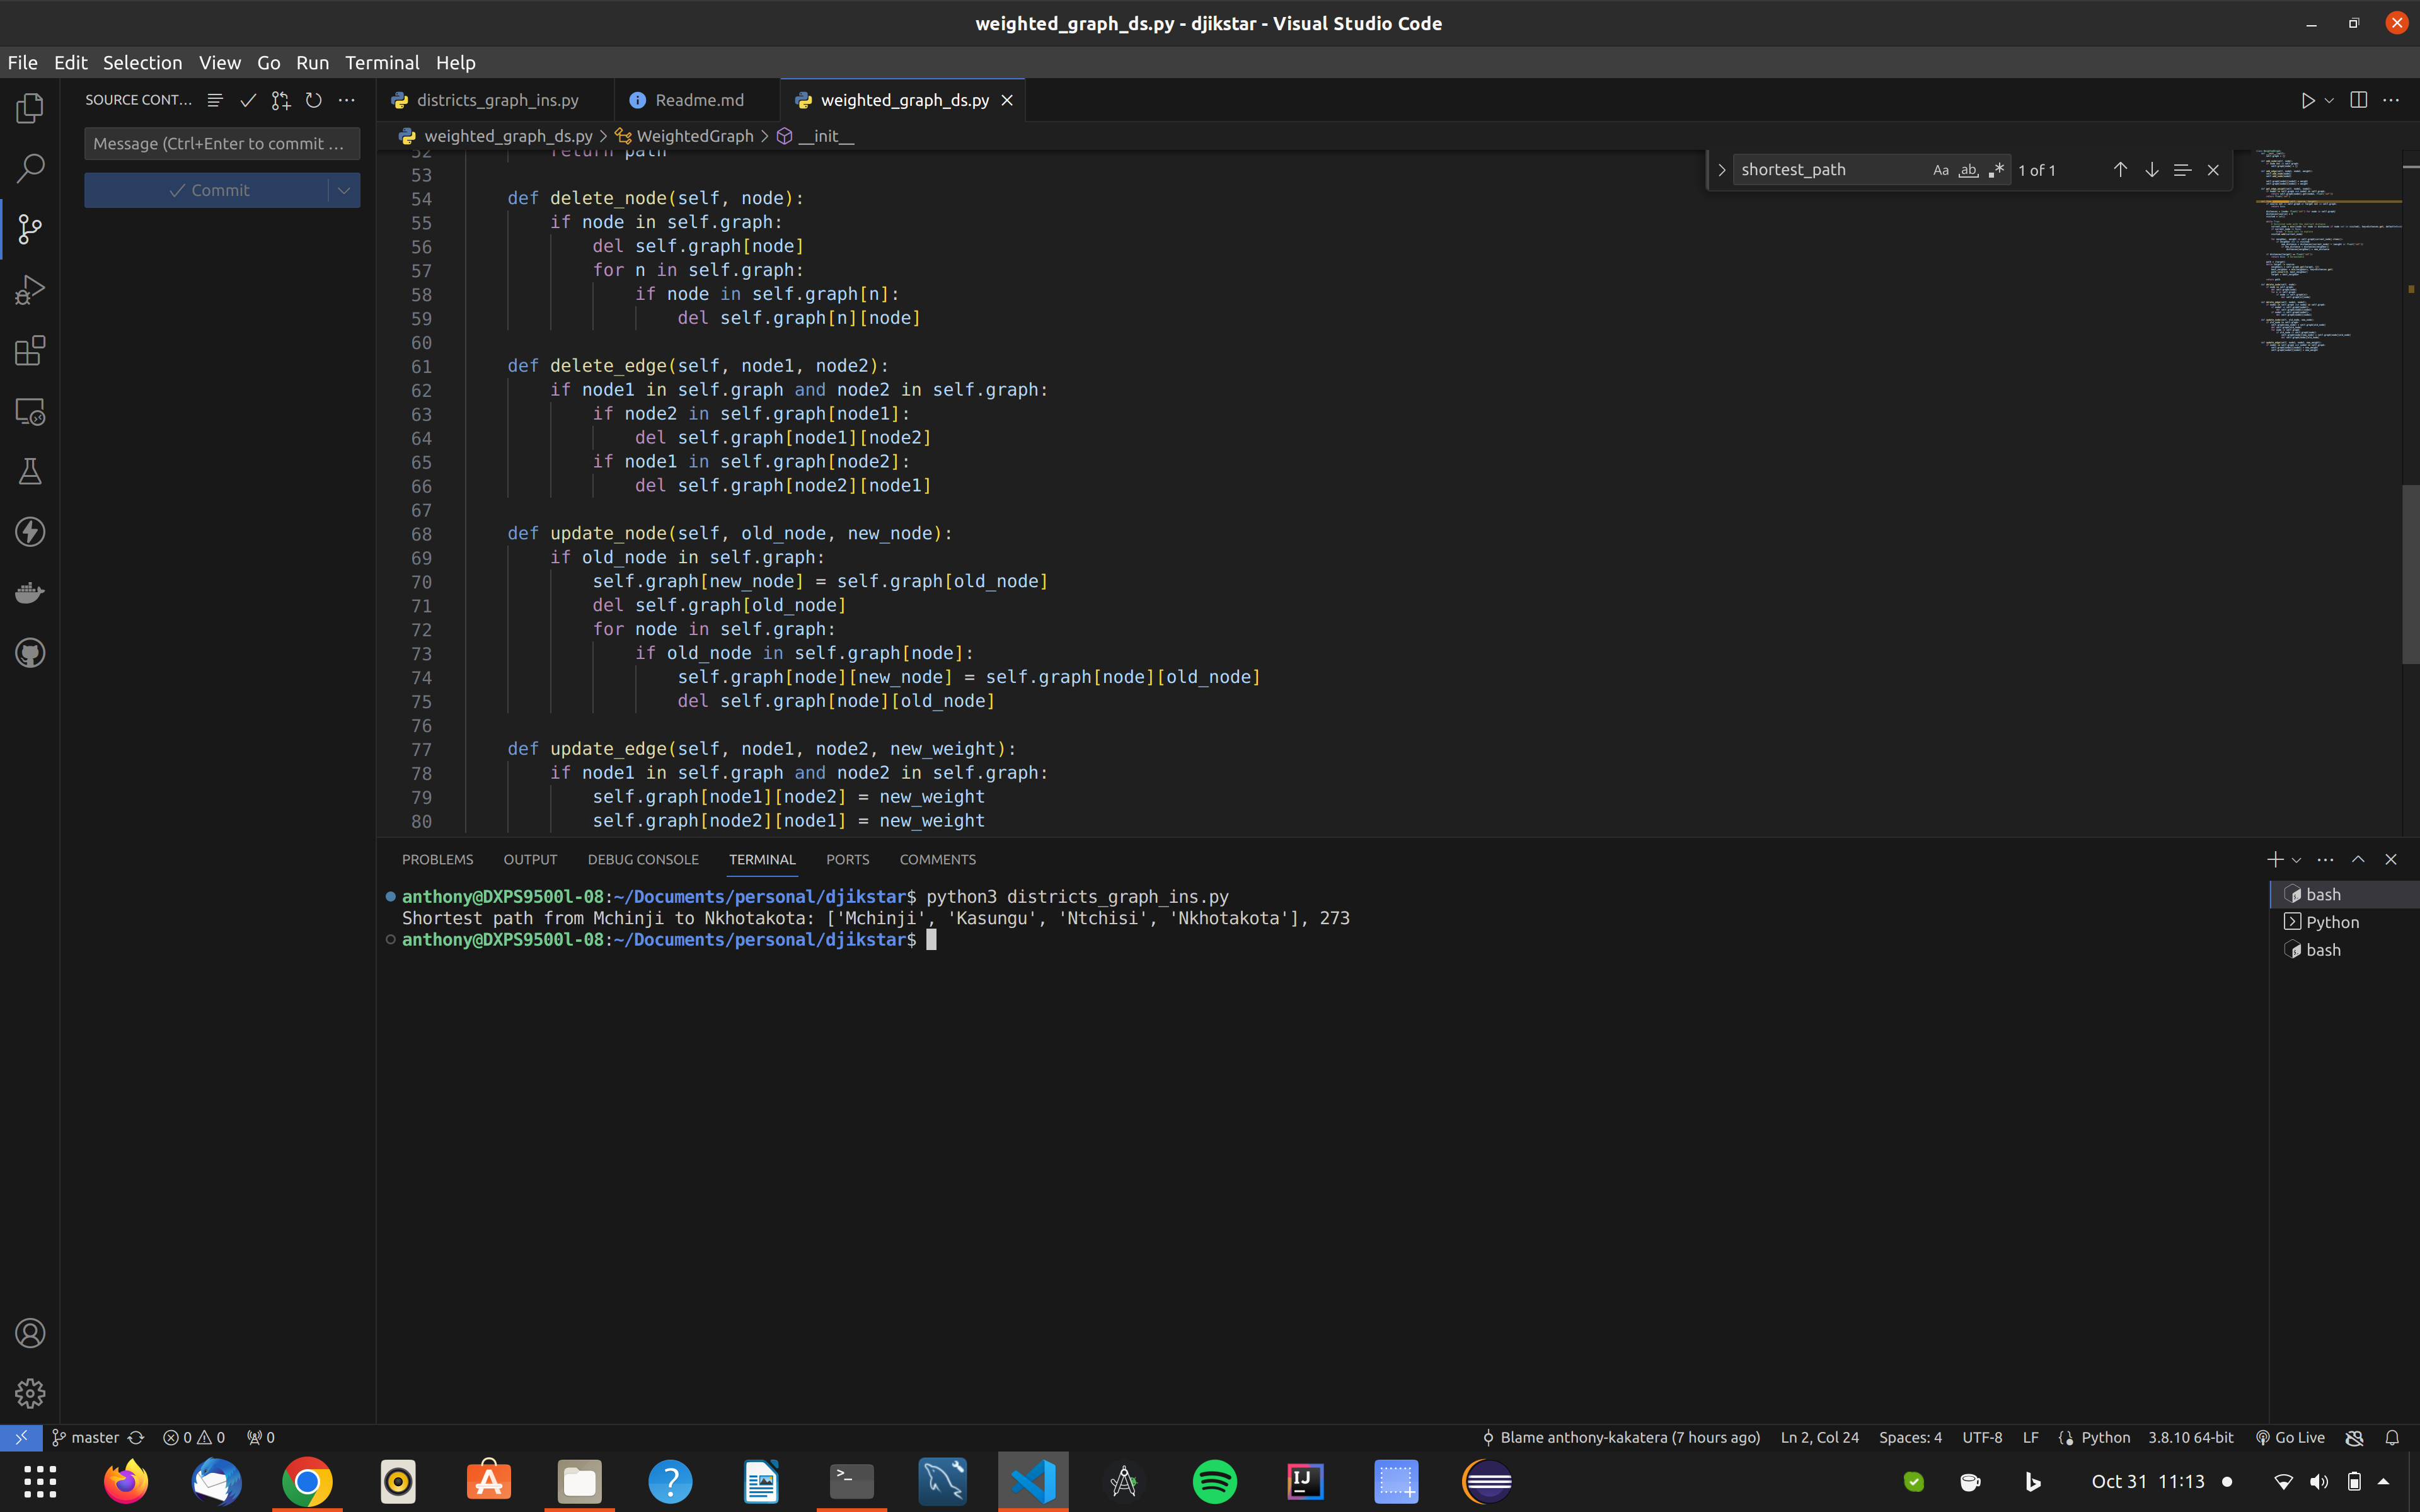 weighted_graph_ds.py - djikstar - Visual Studio Code
File Edit Selection View Go Run Terminal Help
SOURCE CONT...
Message (Ctrl+Enter to commit ...
Commit
districts_graph_ins.py
Readme.md
weighted_graph_ds.py
weighted_graph_ds.py > WeightedGraph > __init__
shortest_path
Aa ab 1 of 1
52 return path
53
54 def delete_node(self, node):
55 if node in self.graph:
56 del self.graph[node]
57 for n in self.graph:
58 if node in self.graph[n]:
59 del self.graph[n][node]
60
61 def delete_edge(self, node1, node2):
62 if node1 in self.graph and node2 in self.graph:
63 if node2 in self.graph[node1]:
64 del self.graph[node1][node2]
65 if node1 in self.graph[node2]:
66 del self.graph[node2][node1]
67
68 def update_node(self, old_node, new_node):
69 if old_node in self.graph:
70 self.graph[new_node] = self.graph[old_node]
71 del self.graph[old_node]
72 for node in self.graph:
73 if old_node in self.graph[node]:
74 self.graph[node][new_node] = self.graph[node][old_node]
75 del self.graph[node][old_node]
76
77 def update_edge(self, node1, node2, new_weight):
78 if node1 in self.graph and node2 in self.graph:
79 self.graph[node1][node2] = new_weight
80 self.graph[node2][node1] = new_weight
PROBLEMS OUTPUT DEBUG CONSOLE TERMINAL PORTS COMMENTS
anthony@DXPS9500l-08:~/Documents/personal/djikstar$ python3 districts_graph_ins.py
Shortest path from Mchinji to Nkhotakota: ['Mchinji', 'Kasungu', 'Ntchisi', 'Nkhotakota'], 273
anthony@DXPS9500l-08:~/Documents/personal/djikstar$
bash
Python
bash
master 0 0 0
Blame anthony-kakatera (7 hours ago) Ln 2, Col 24 Spaces: 4 UTF-8 LF Python 3.8.10 64-bit Go Live
Oct 31 11:13